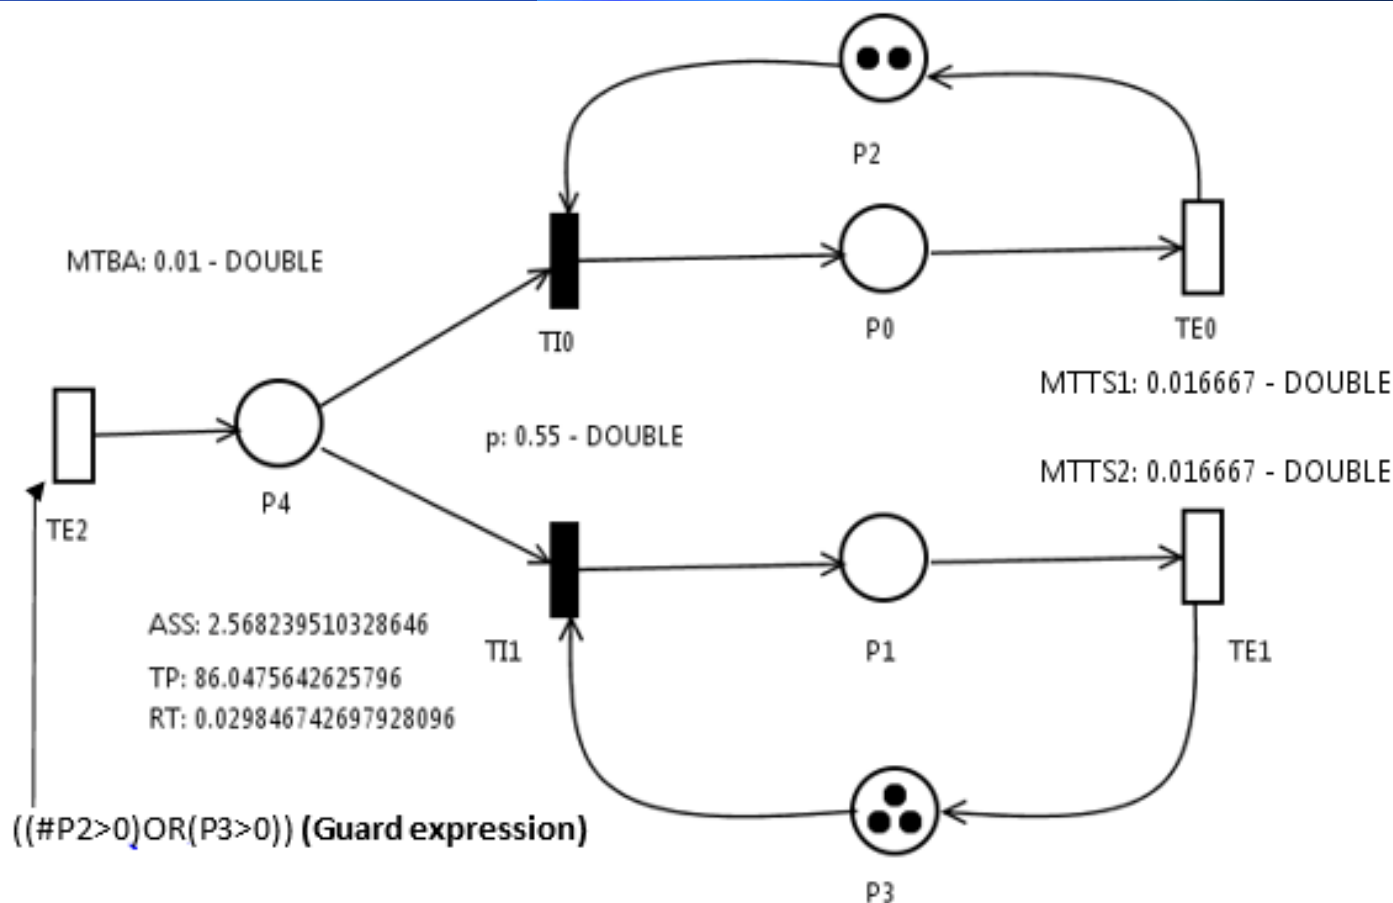 P2
MTBA: 0.01 - DOUBLE
TI0
P0
TE0
MTTS1: 0.016667 - DOUBLE
p: 0.55 - DOUBLE
MTTS2: 0.016667 - DOUBLE
P4
TE2
ASS: 2.568239510328646
TI1
P1
TE1
TP: 86.0475642625796
RT: 0.029846742697928096
((#P2>0)OR(P3>0)) (Guard expression)
P3